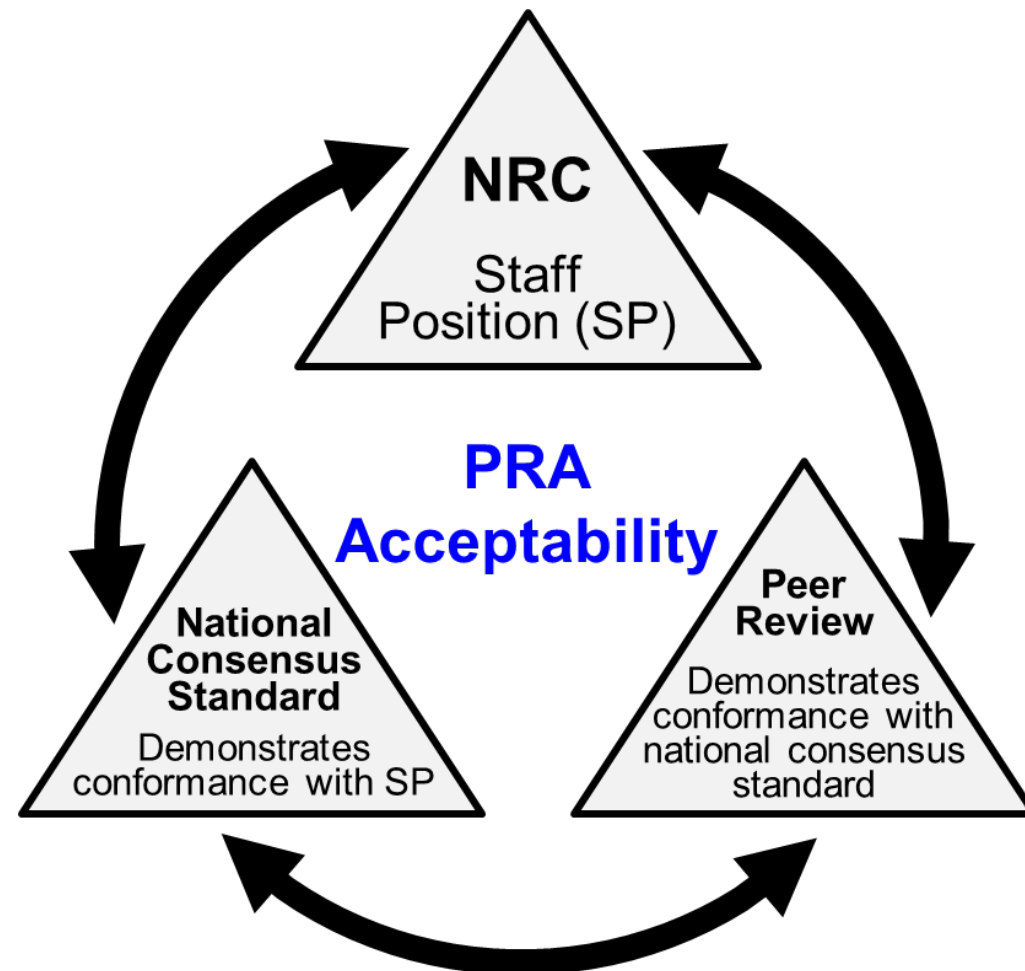 NRC
Staff
Position (SP)
PRA
Acceptability
National
Consensus
Standard
Demonstrates
conformance with SP
Peer
Review
Demonstrates
conformance with
national consensus
standard